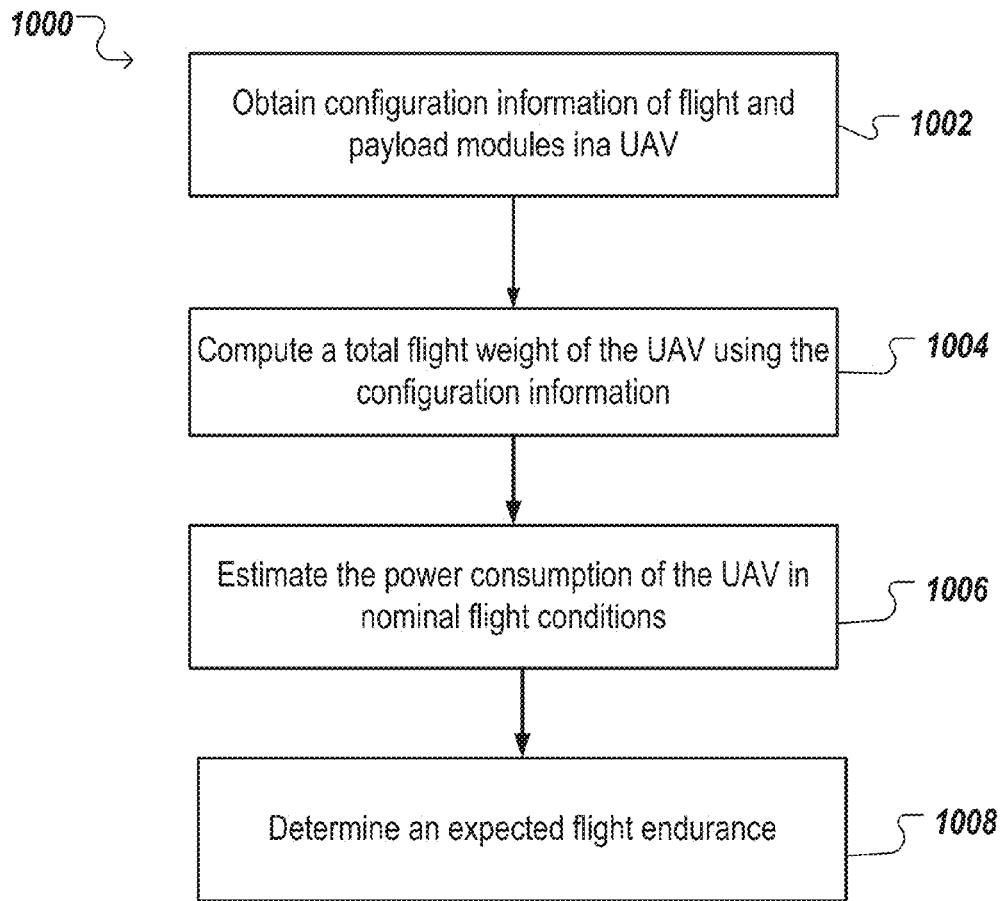 1000
Obtain configuration information of flight and
payload modules ina UAV
1002
Compute a total flight weight of the UAV using the
configuration information
1004
Estimate the power consumption of the UAV in
nominal flight conditions
1006
Determine an expected flight endurance
1008